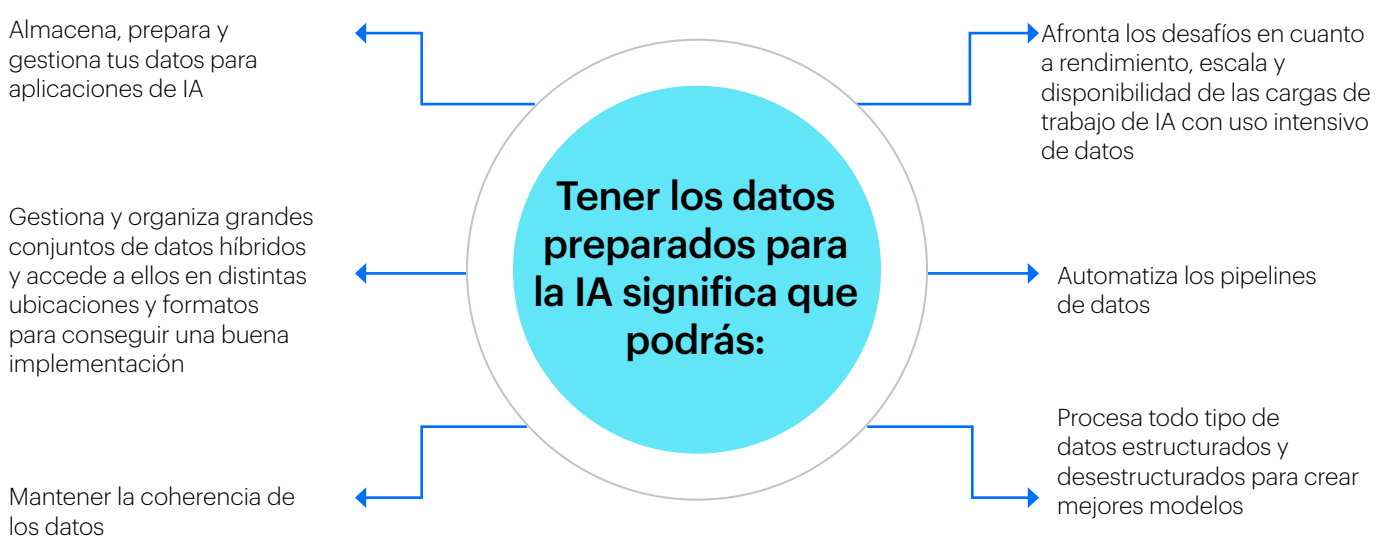 Almacena, prepara y
gestiona tus datos para
aplicaciones de IA
Gestiona y organiza grandes
conjuntos de datos híbridos
y accede a ellos en distintas
ubicaciones y formatos
para conseguir una buena
implementación
Mantener la coherencia de
los datos
Tener los datos
preparados para
la IA significa que
podrás:
Afronta los desafíos en cuanto
a rendimiento, escala y
disponibilidad de las cargas de
trabajo de IA con uso intensivo
de datos
Automatiza los pipelines
de datos
Procesa todo tipo de
datos estructurados y
desestructurados para crear
mejores modelos